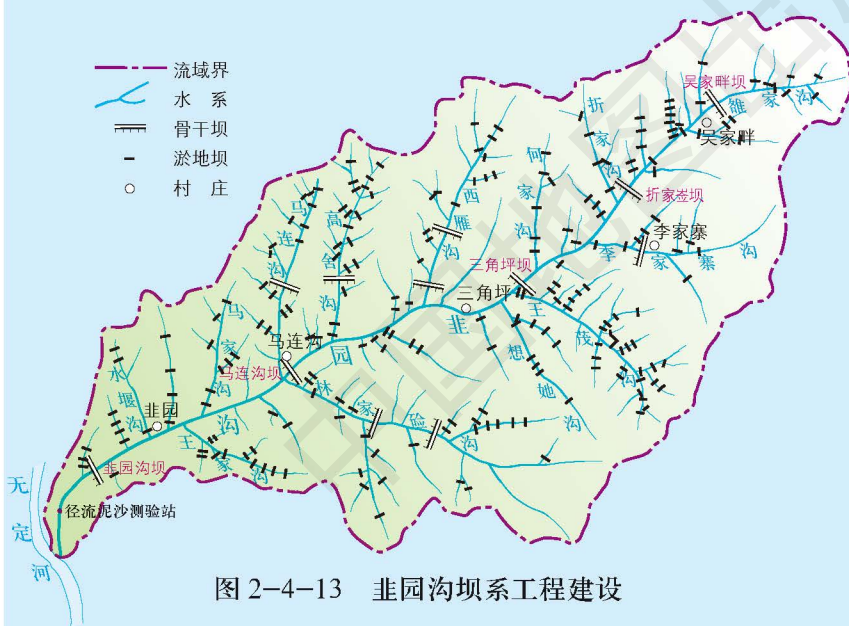 流域界
水 系
骨干坝
淤地坝
村 庄
吴家畔坝
雒家沟
吴家畔
折家沟
折家峁坝
李家寨
李家寨沟
何家沟
西雁沟
三角坪坝
三角坪
王茂沟
想她沟
高舍沟
马连沟
马连沟
马连沟坝
马家沟
林家硷沟
韭园沟
水堰沟
韭园
王家沟
韭园沟坝
径流泥沙测验站
无定河
图 2-4-13 韭园沟坝系工程建设